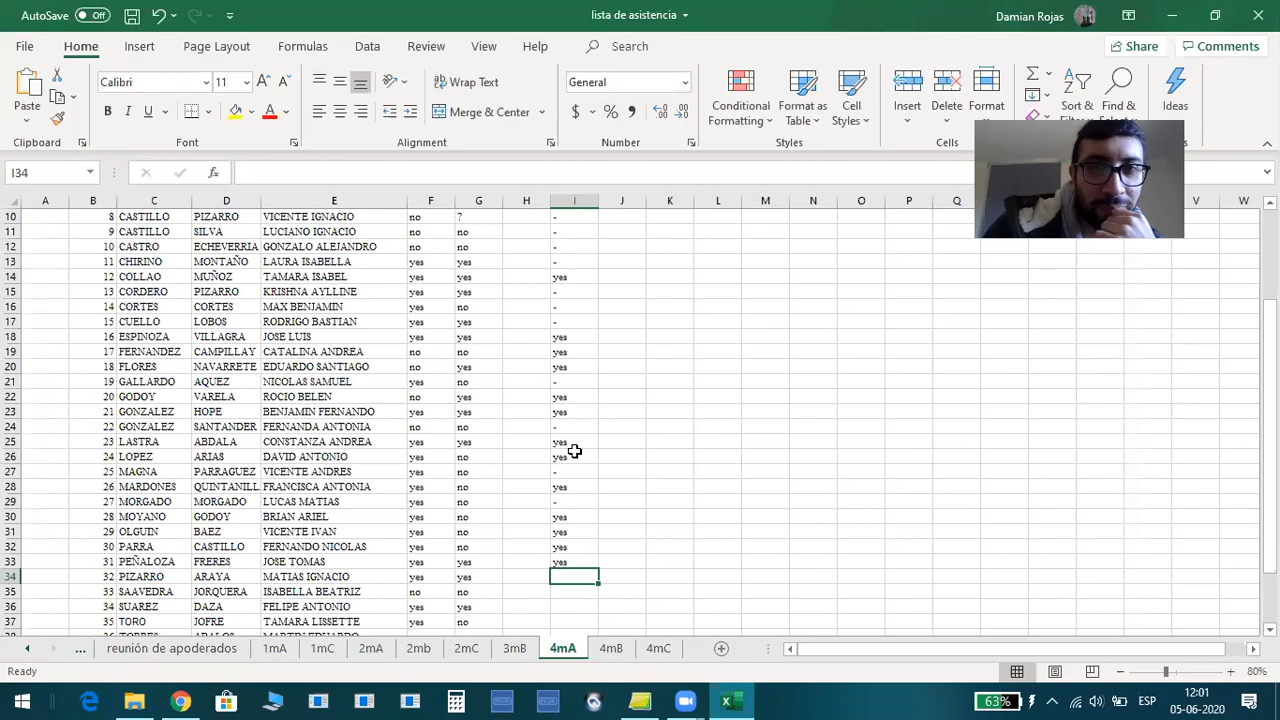 AutoSave Off lista de asistencia Damian Rojas
File Home Insert Page Layout Formulas Data Review View Help Search Share Comments
Paste Calibri 11 Wrap Text General Conditional Formatting Format as Table Cell Styles Insert Delete Format Sort & Find & Ideas
B I U Merge & Center $ %
Clipboard Font Alignment Number Styles Cells
I34 fx
A B C D E F G H I J K L M N O P Q V W
10 8 CASTILLO PIZARRO VICENTE IGNACIO no ? -
11 9 CASTILLO SILVA LUCIANO IGNACIO no no -
12 10 CASTRO ECHEVERRIA GONZALO ALEJANDRO no no -
13 11 CHIRINO MONTAÑO LAURA ISABELLA yes yes -
14 12 COLLAO MUÑOZ TAMARA ISABEL yes yes yes
15 13 CORDERO PIZARRO KRISHNA AYLLINE yes yes -
16 14 CORTES CORTES MAX BENJAMIN yes no -
17 15 CUELLO LOBOS RODRIGO BASTIAN yes yes -
18 16 ESPINOZA VILLAGRA JOSE LUIS yes yes yes
19 17 FERNANDEZ CAMPILLAY CATALINA ANDREA no no yes
20 18 FLORES NAVARRETE EDUARDO SANTIAGO no yes yes
21 19 GALLARDO AQUEZ NICOLAS SAMUEL yes no -
22 20 GODOY VARELA ROCIO BELEN no yes yes
23 21 GONZALEZ HOPE BENJAMIN FERNANDO yes yes yes
24 22 GONZALEZ SANTANDER FERNANDA ANTONIA no no -
25 23 LASTRA ABDALA CONSTANZA ANDREA yes yes yes
26 24 LOPEZ ARIAS DAVID ANTONIO yes no yes
27 25 MAGNA PARRAGUEZ VICENTE ANDRES yes no -
28 26 MARDONES QUINTANILL FRANCISCA ANTONIA yes yes yes
29 27 MORGADO MORGADO LUCAS MATIAS yes no -
30 28 MOYANO GODOY BRIAN ARIEL yes no yes
31 29 OLGUIN BAEZ VICENTE IVAN yes no yes
32 30 PARRA CASTILLO FERNANDO NICOLAS yes no yes
33 31 PEÑALOZA FRERES JOSE TOMAS yes no yes
34 32 PIZARRO ARAYA MATIAS IGNACIO yes yes
35 33 SAAVEDRA JORQUERA ISABELLA BEATRIZ no no
36 34 SUAREZ DAZA FELIPE ANTONIO yes yes
37 35 TORO JOFRE TAMARA LISSETTE yes no
... reunión de apoderados 1mA 1mC 2mA 2mb 2mC 3mB 4mA 4mB 4mC
Ready 80%
63% ESP 12:01
05-06-2020